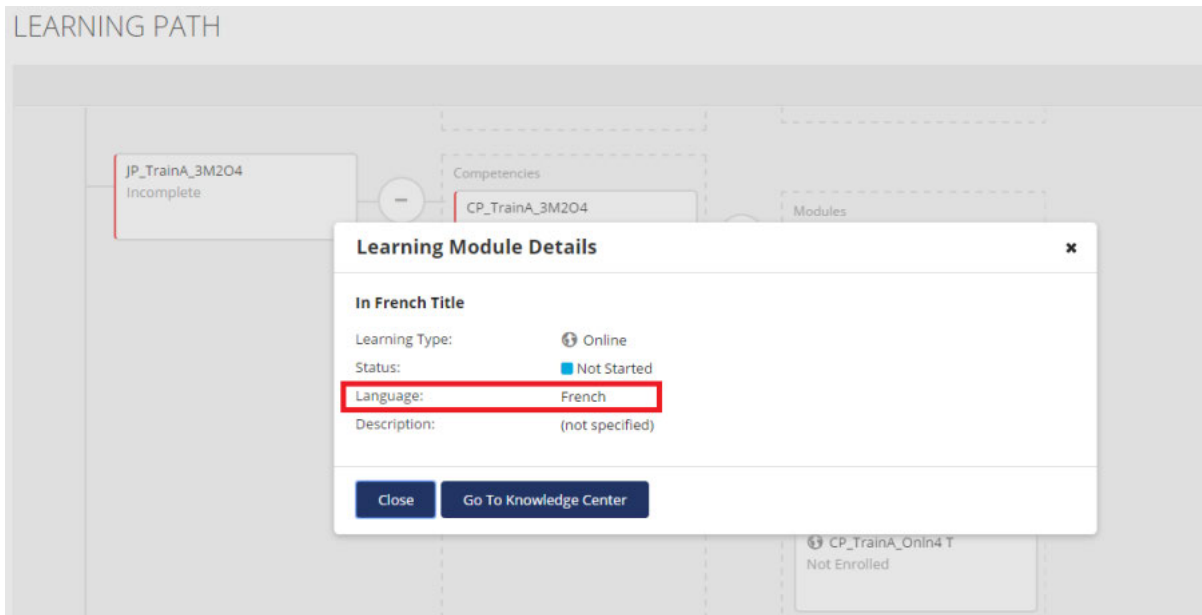 LEARNING PATH
JP_TrainA_3M2O4
Incomplete
Competencies
CP_TrainA_3M2O4
Modules
Learning Module Details
In French Title
Learning Type: Online
Status: Not Started
Language: French
Description: (not specified)
Close Go To Knowledge Center
CP_TrainA_Onln4 T
Not Enrolled